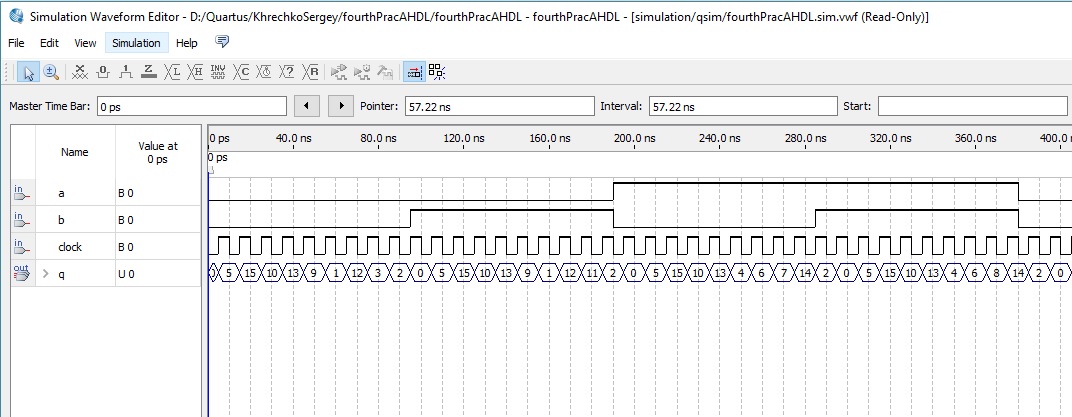 Simulation Waveform Editor - D:/Quartus/KhrechkoSergey/fourthPracAHDL/fourthPracAHDL - fourthPracAHDL - [simulation/qsim/fourthPracAHDL.sim.vwf (Read-Only)]
File Edit View Simulation Help
Master Time Bar: 0 ps Pointer: 57.22 ns Interval: 57.22 ns Start:
Name Value at 0 ps
0 ps 40.0 ns 80.0 ns 120.0 ns 160.0 ns 200.0 ns 240.0 ns 280.0 ns 320.0 ns 360.0 ns 400.0
0 ps
in a B 0
in b B 0
in clock B 0
out q U 0 5 15 10 13 9 1 12 3 2 0 5 15 10 13 9 1 12 11 2 0 5 15 10 13 4 6 7 14 2 0 5 15 10 13 4 6 8 14 2 0